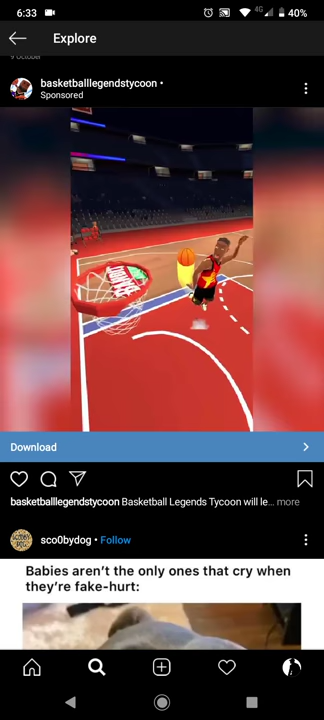 6:33
4G
40%
Explore
9 October
basketballlegendstycoon •
Sponsored
Download
basketballlegendstycoon Basketball Legends Tycoon will le... more
sco0bydog • Follow
Babies aren't the only ones that cry when
they're fake-hurt: